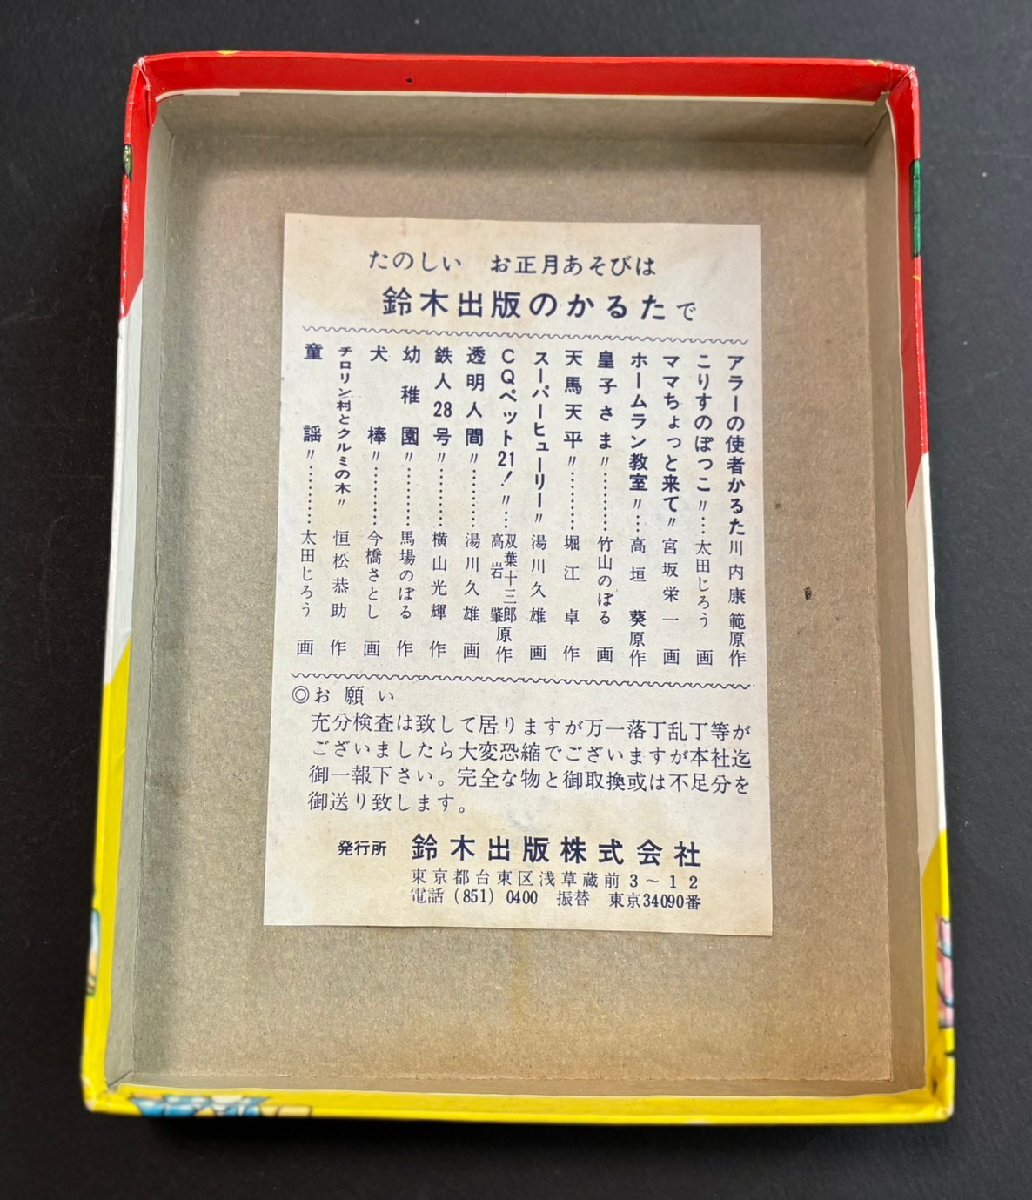 たのしい お正月あそびは
鈴木出版のかるたで
アラーの使者かるた川内康範原作
こりすのぽっこ〃…太田じろう 画
ママちょっと来て〃宮坂栄一 画
ホームラン教室〃…高垣 葵原作
皇子さま〃………竹山のぼる 画
天馬天平〃………堀江 卓 作
スーパーヒューリー〃湯川久雄 画
CQペット21!〃…双葉十三郎 高岩 肇原作
透明人間〃………湯川久雄 画
鉄人28号〃………横山光輝 作
幼稚園〃………馬場のぼる 作
犬棒〃………今橋さとし 画
チロリン村とクルミの木〃 恒松恭助 作
童謡〃………太田じろう 画
◎お願い
充分検査は致して居りますが万一落丁乱丁等が
ございましたら大変恐縮でございますが本社迄
御一報下さい。完全な物と御取換或は不足分を
御送り致します。
発行所 鈴木出版株式会社
東京都台東区浅草蔵前3~12
電話(851)0400 振替 東京34090番